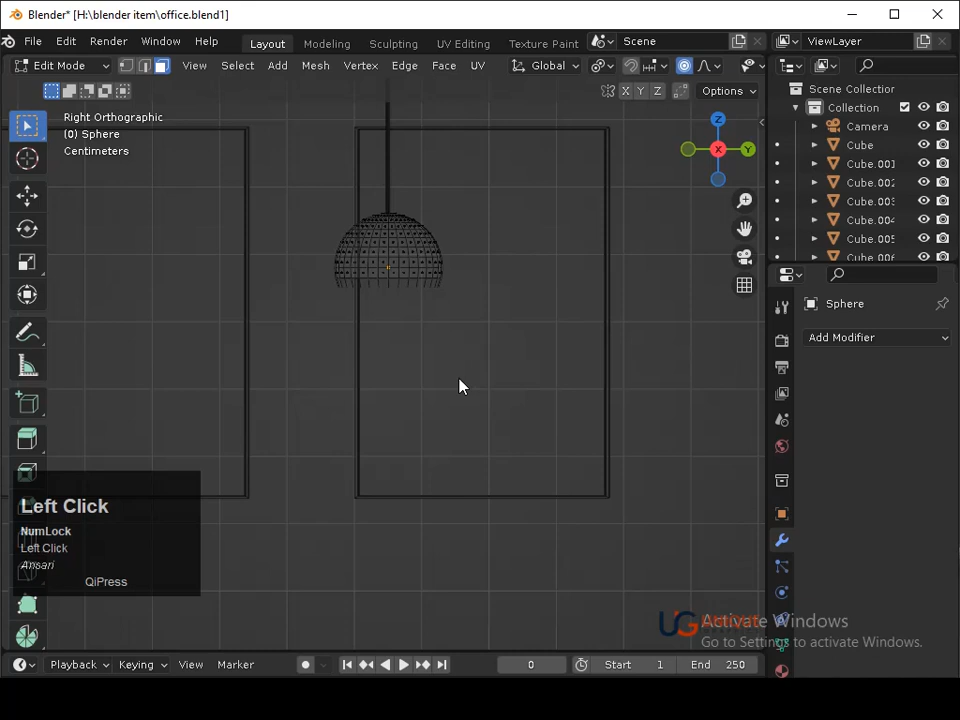 Blender* [H:\blender item\office.blend1]
File Edit Render Window Help Layout Modeling Sculpting UV Editing Texture Paint Scene ViewLayer
Edit Mode View Select Add Mesh Vertex Edge Face UV Global
X Y Z Options
Right Orthographic
(0) Sphere
Centimeters
Z
X
Y
Scene Collection
Collection
Camera
Cube
Cube.001
Cube.002
Cube.003
Cube.004
Cube.005
Cube.006
Sphere
Add Modifier
Left Click
NumLock
Left Click
Ansari
QiPress
UG
Activate Windows
Go to Settings to activate Windows.
Playback Keying View Marker 0 Start 1 End 250